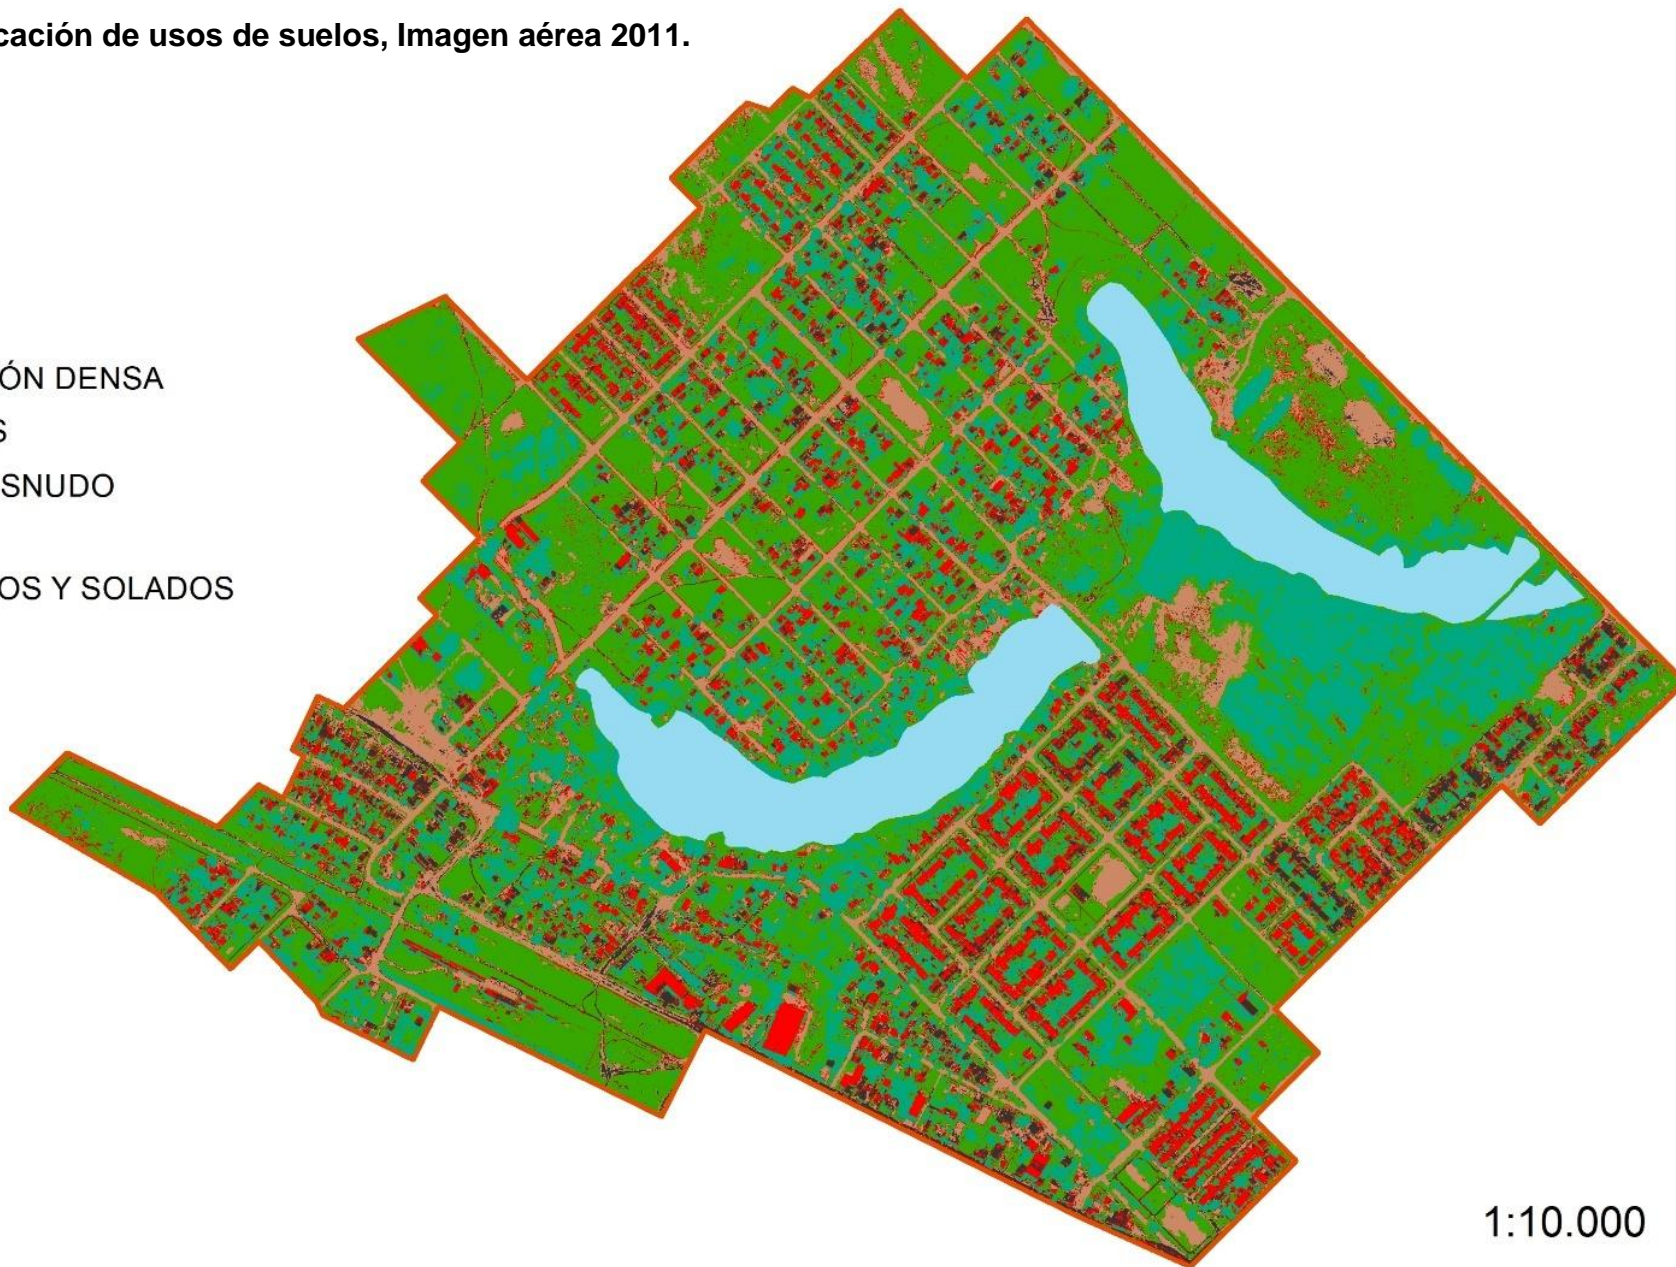 cación de usos de suelos, Imagen aérea 2011.
ÓN DENSA
S
SNUDO
OS Y SOLADOS
1:10.000